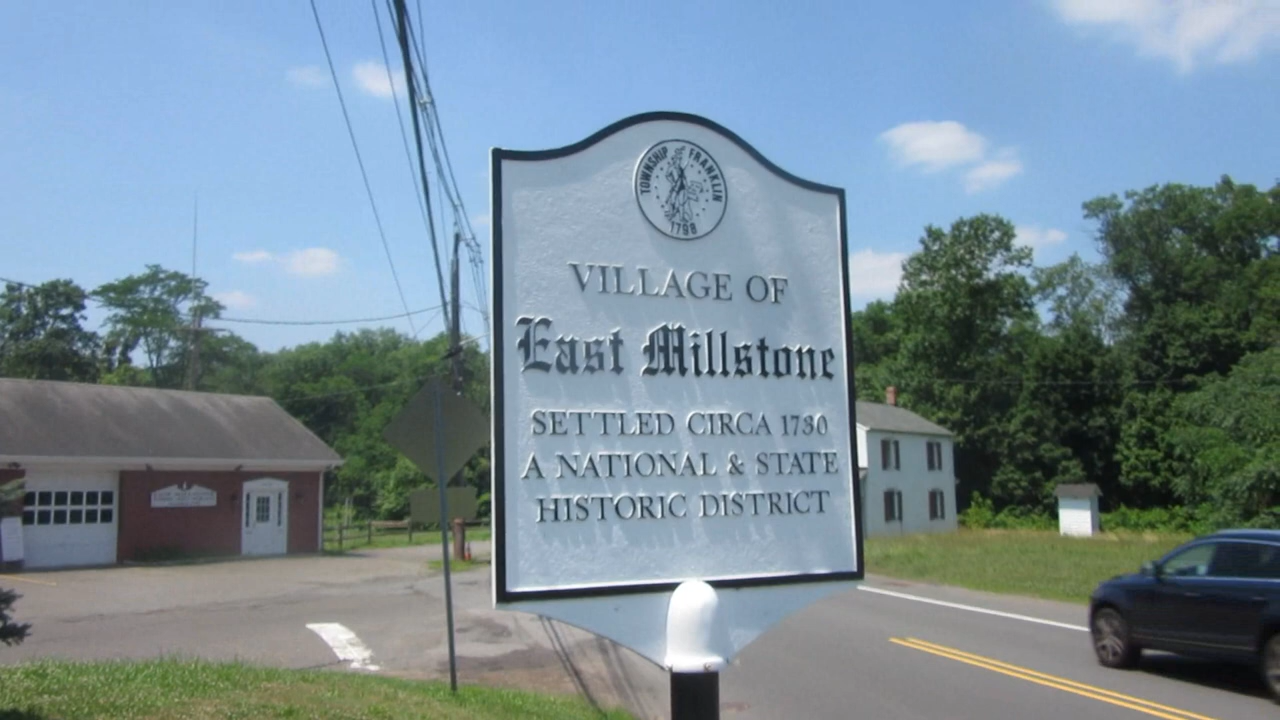 TOWNSHIP FRANKLIN
1798
VILLAGE OF
East Millstone
SETTLED CIRCA 1730
A NATIONAL & STATE
HISTORIC DISTRICT